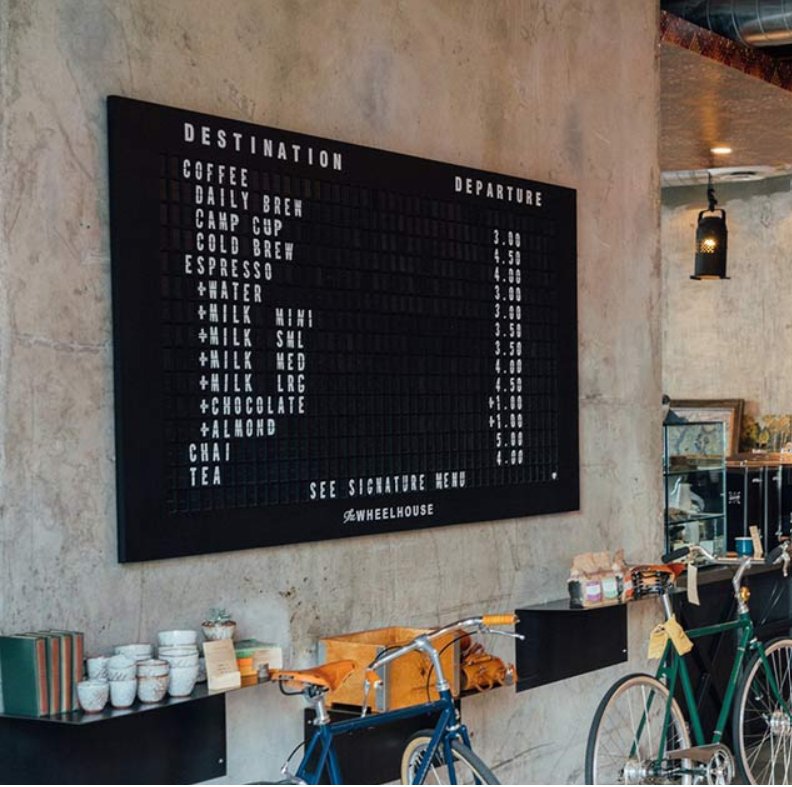 DESTINATION DEPARTURE
COFFEE
DAILY BREW 3.00
CAMP CUP 4.50
COLD BREW 4.00
ESPRESSO 3.00
+WATER 3.00
+MILK MINI 3.50
+MILK SML 3.50
+MILK MED 4.00
+MILK LRG 4.50
+CHOCOLATE +1.00
+ALMOND +1.00
CHAI 5.00
TEA 4.00
SEE SIGNATURE MENU
The WHEELHOUSE